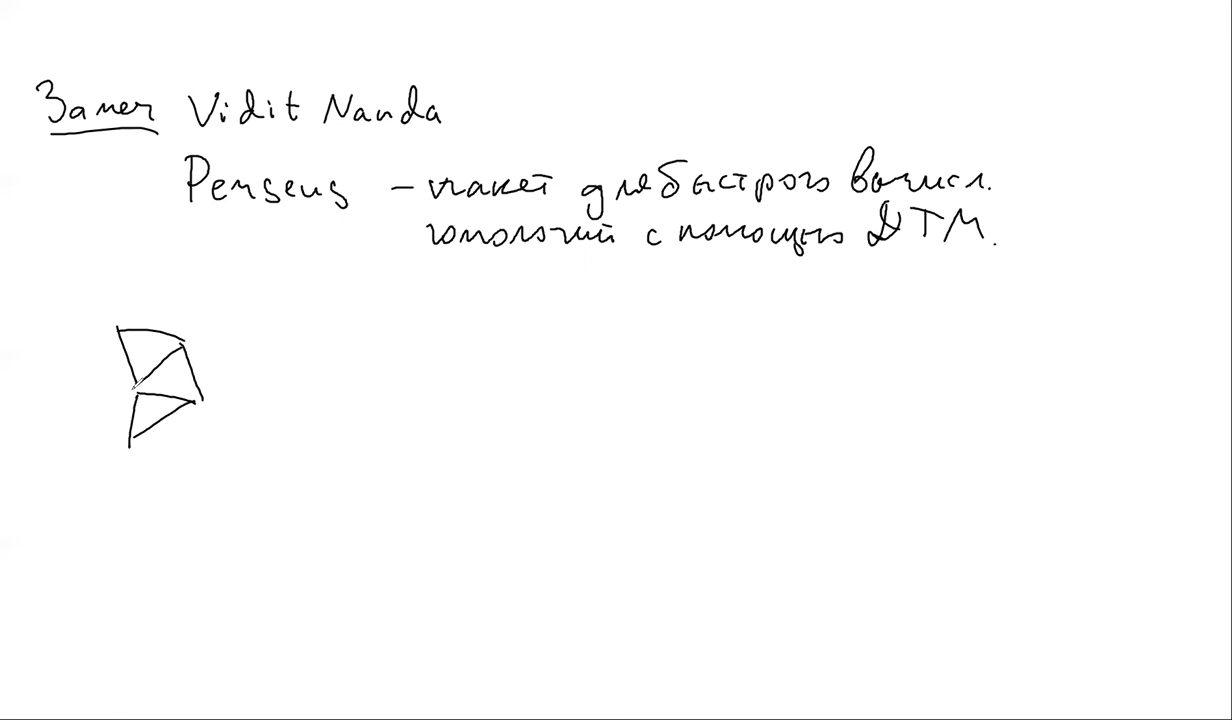 Замеч Vidit Nanda
Perseus – пакет для быстрого вычисл.
гомологий с помощью ДТМ.